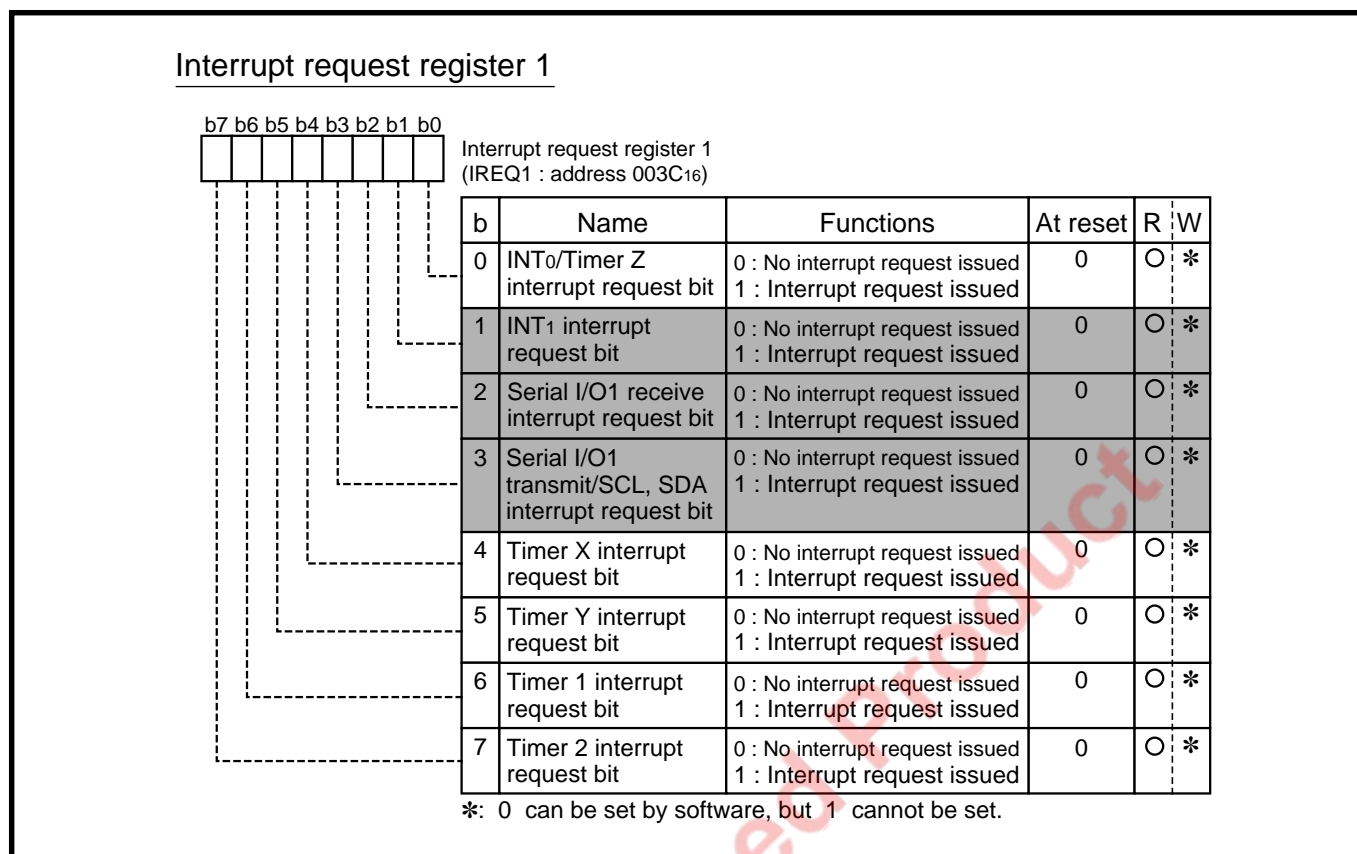 Interrupt request register 1
b7 b6 b5 b4 b3 b2 b1 b0
Interrupt request register 1
(IREQ1 : address 003C16)
b Name Functions At reset R W
0 INT0/Timer Z interrupt request bit 0 : No interrupt request issued 1 : Interrupt request issued 0 O ✻
1 INT1 interrupt request bit 0 : No interrupt request issued 1 : Interrupt request issued 0 O ✻
2 Serial I/O1 receive interrupt request bit 0 : No interrupt request issued 1 : Interrupt request issued 0 O ✻
3 Serial I/O1 transmit/SCL, SDA interrupt request bit 0 : No interrupt request issued 1 : Interrupt request issued 0 O ✻
4 Timer X interrupt request bit 0 : No interrupt request issued 1 : Interrupt request issued 0 O ✻
5 Timer Y interrupt request bit 0 : No interrupt request issued 1 : Interrupt request issued 0 O ✻
6 Timer 1 interrupt request bit 0 : No interrupt request issued 1 : Interrupt request issued 0 O ✻
7 Timer 2 interrupt request bit 0 : No interrupt request issued 1 : Interrupt request issued 0 O ✻
✻: 0 can be set by software, but 1 cannot be set.
ed Product